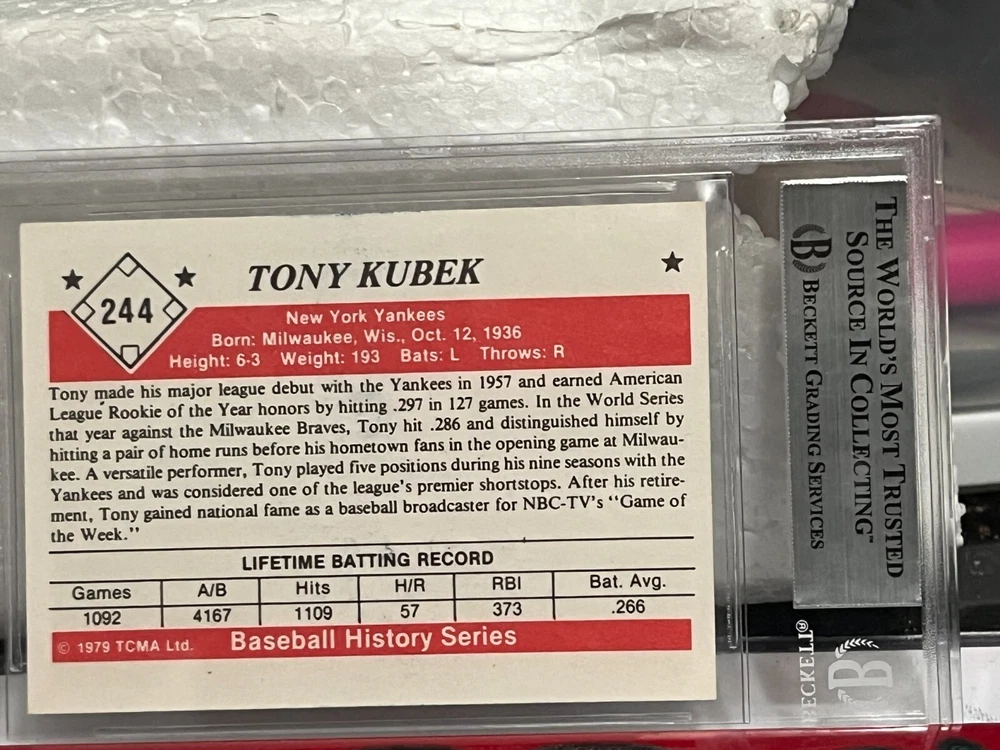 244
TONY KUBEK
New York Yankees
Born: Milwaukee, Wis., Oct. 12, 1936
Height: 6-3 Weight: 193 Bats: L Throws: R
Tony made his major league debut with the Yankees in 1957 and earned American
League Rookie of the Year honors by hitting .297 in 127 games. In the World Series
that year against the Milwaukee Braves, Tony hit .286 and distinguished himself by
hitting a pair of home runs before his hometown fans in the opening game at Milwau-
kee. A versatile performer, Tony played five positions during his nine seasons with the
Yankees and was considered one of the league's premier shortstops. After his retire-
ment, Tony gained national fame as a baseball broadcaster for NBC-TV's "Game of
the Week."
LIFETIME BATTING RECORD
Games A/B Hits H/R RBI Bat. Avg.
1092 4167 1109 57 373 .266
© 1979 TCMA Ltd. Baseball History Series
THE WORLD'S MOST TRUSTED
SOURCE IN COLLECTING™
B BECKETT GRADING SERVICES
BECKETT®
B